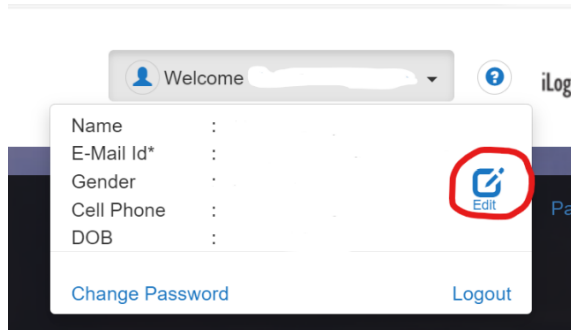 Welcome
iLog
Name :
E-Mail Id* :
Gender :
Cell Phone :
DOB :
Edit
Pa
Change Password
Logout